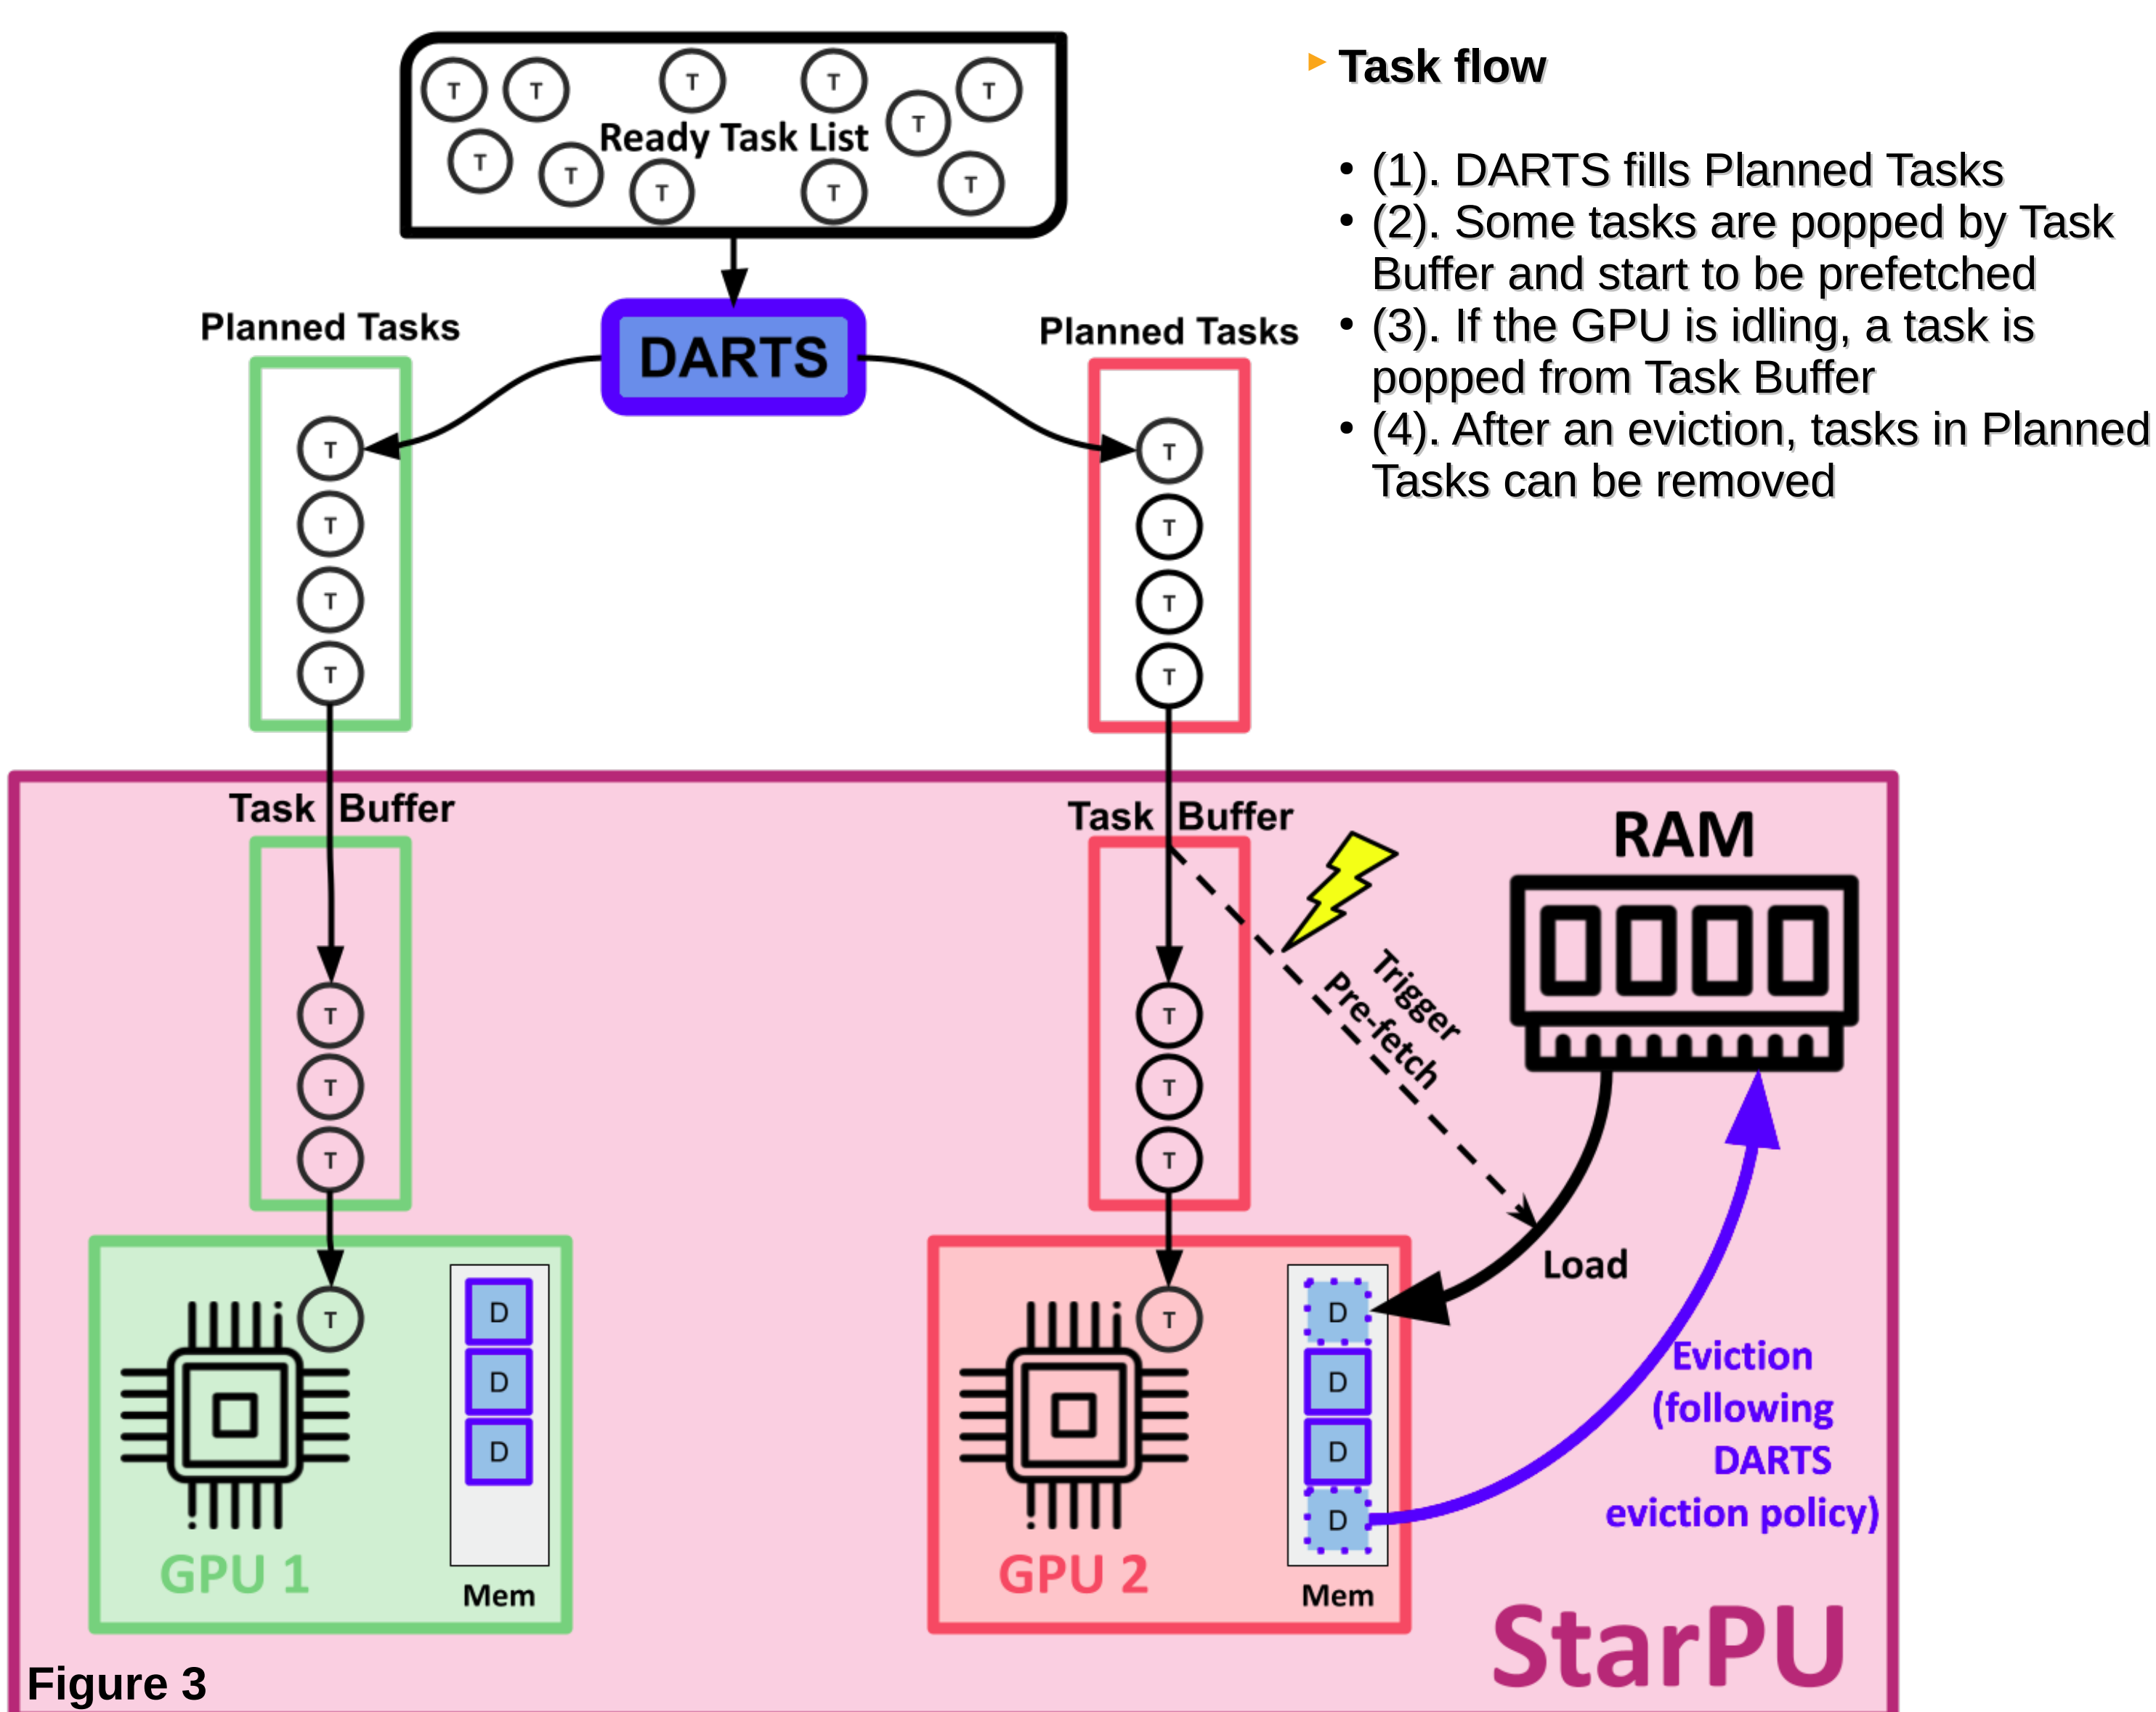 T T T T T T
Ready Task List
T T T T T
► Task flow
• (1). DARTS fills Planned Tasks
• (2). Some tasks are popped by Task
Buffer and start to be prefetched
• (3). If the GPU is idling, a task is
popped from Task Buffer
• (4). After an eviction, tasks in Planned
Tasks can be removed
Planned Tasks
DARTS
Planned Tasks
T
T
T
T
T
T
T
T
Task Buffer
T
T
T
Task Buffer
T
T
T
Trigger
Pre-fetch
RAM
Load
Eviction
(following
DARTS
eviction policy)
T
D
D
D
GPU 1
Mem
T
D
D
D
D
GPU 2
Mem
StarPU
Figure 3